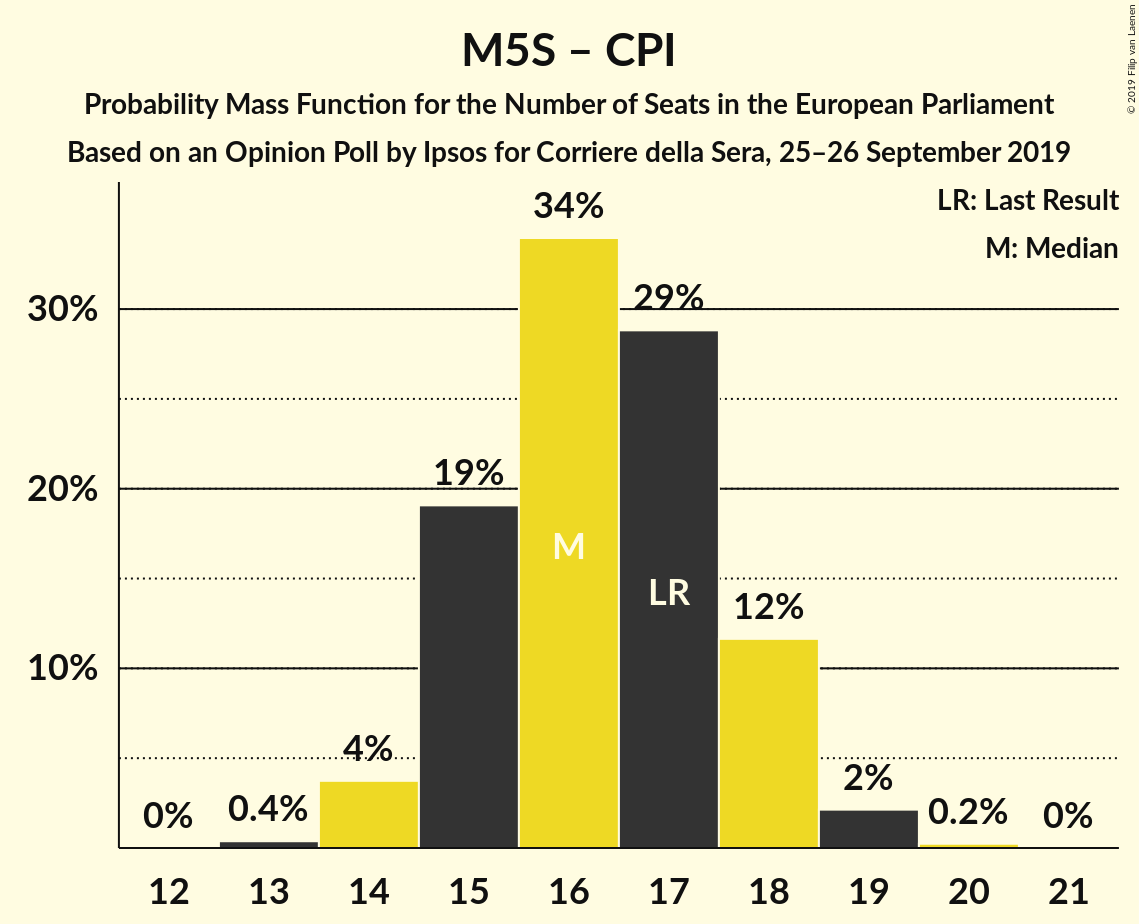 M5S – CPI
Probability Mass Function for the Number of Seats in the European Parliament
Based on an Opinion Poll by Ipsos for Corriere della Sera, 25–26 September 2019
© 2019 Filip van Laenen
LR: Last Result
M: Median
30%
20%
10%
0%
0.4%
4%
19%
34%
29%
12%
2%
0.2%
0%
M
LR
12 13 14 15 16 17 18 19 20 21